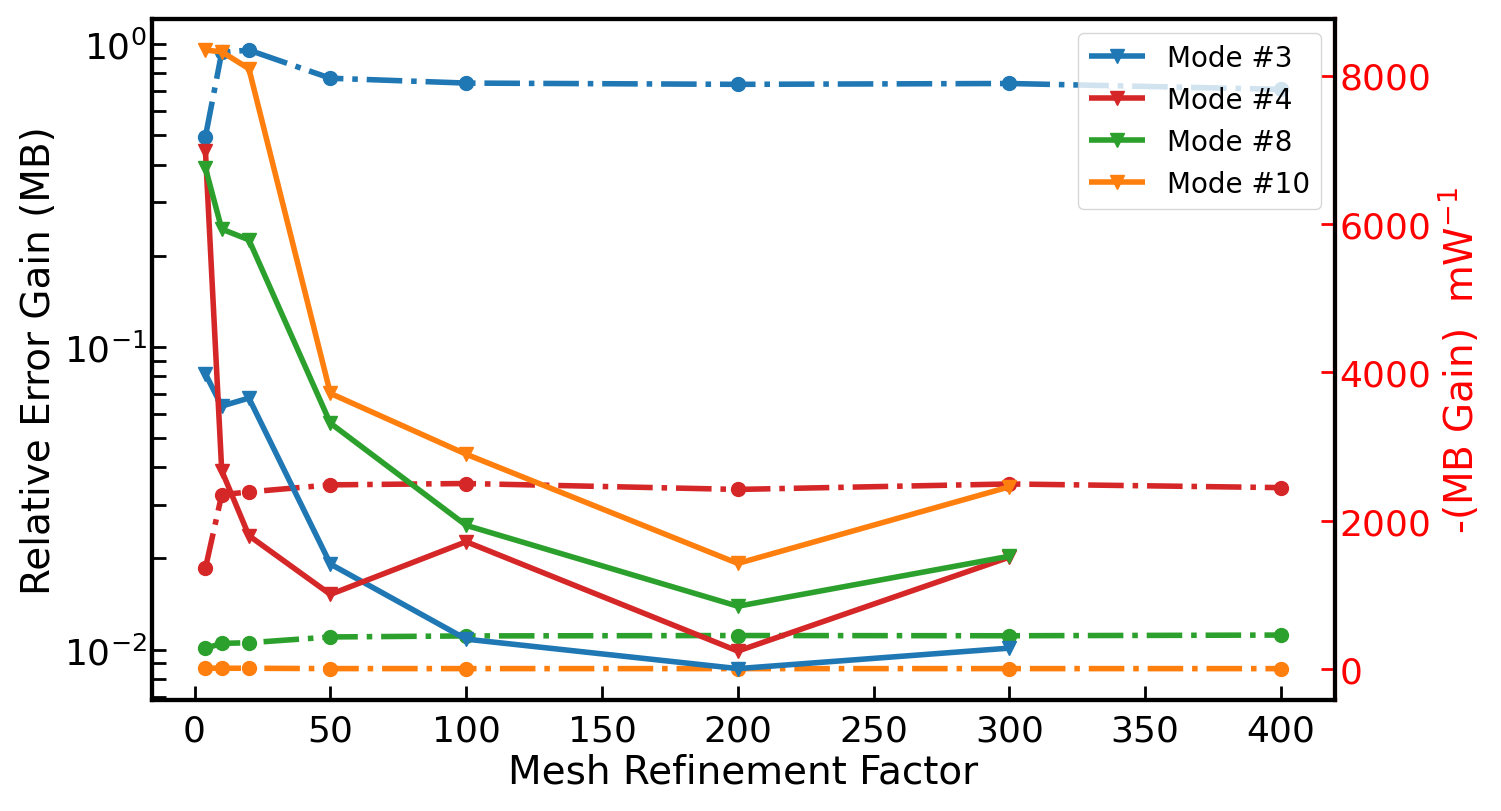 Relative Error Gain (MB)
10⁰
10⁻¹
10⁻²
Mode #3
Mode #4
Mode #8
Mode #10
8000
6000
4000
2000
0
-(MB Gain) mW⁻¹
0 50 100 150 200 250 300 350 400
Mesh Refinement Factor